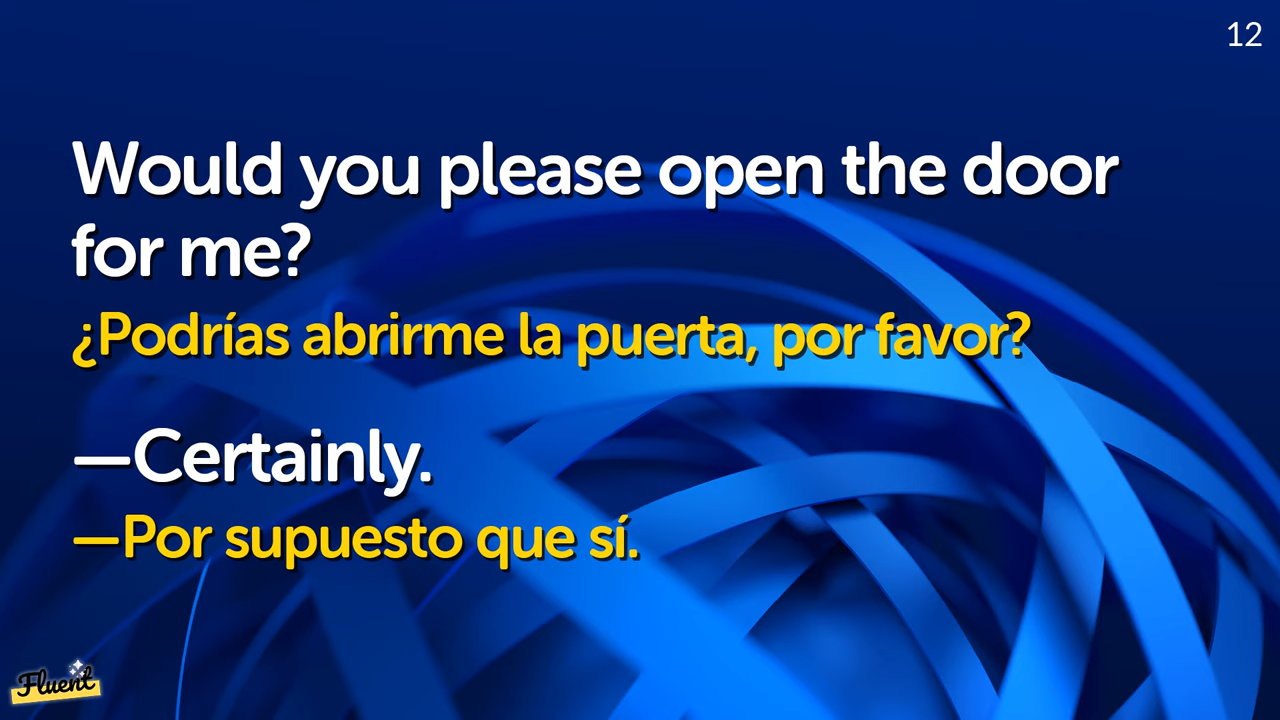 12
Would you please open the door
for me?
¿Podrías abrirme la puerta, por favor?
—Certainly.
—Por supuesto que sí.
Fluent